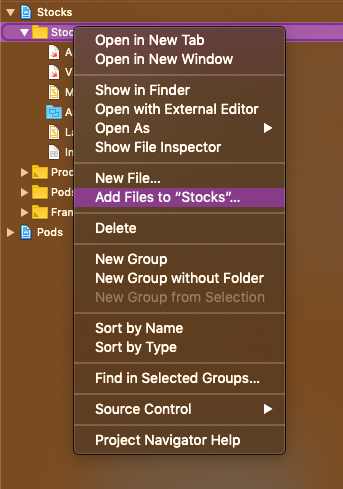 Stocks
Stoc
A
V
M
A
La
In
Prod
Pods
Fran
Pods
Open in New Tab
Open in New Window
Show in Finder
Open with External Editor
Open As
Show File Inspector
New File...
Add Files to “Stocks”...
Delete
New Group
New Group without Folder
New Group from Selection
Sort by Name
Sort by Type
Find in Selected Groups...
Source Control
Project Navigator Help